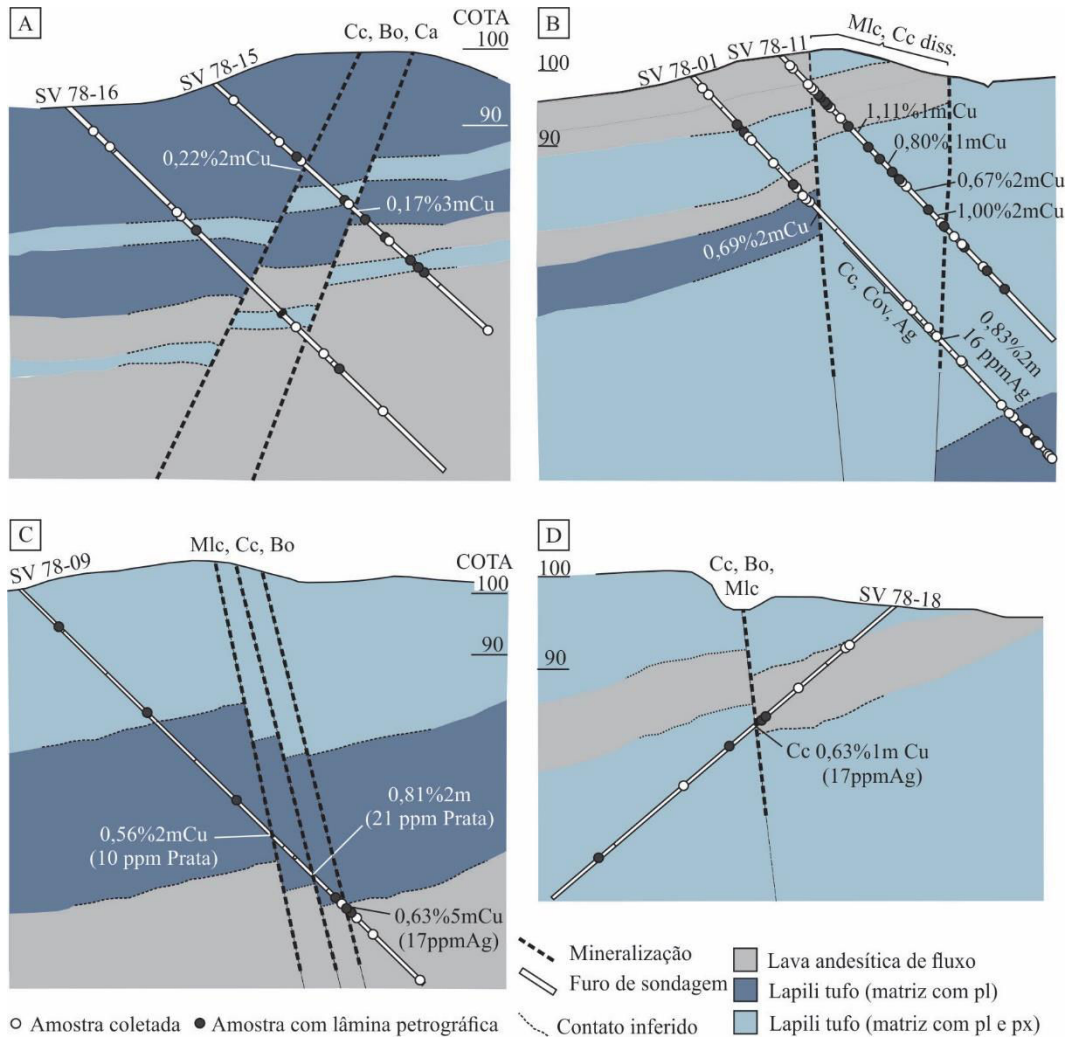 A
Cc, Bo, Ca
COTA
100
90
SV 78-16
SV 78-15
0,22%2mCu
0,17%3mCu
B
Mlc, Cc diss.
SV 78-11
SV 78-01
100
90
1,11%1m Cu
0,80% 1mCu
0,67%2mCu
1,00%2mCu
0,69%2mCu
Cc, Cov, Ag
0,83%2m
16 ppmAg
C
SV 78-09
Mlc, Cc, Bo
COTA
100
90
0,81%2m
(21 ppm Prata)
0,56%2mCu
(10 ppm Prata)
0,63%5mCu
(17ppmAg)
D
Cc, Bo,
Mlc
100
SV 78-18
90
Cc 0,63%1m Cu
(17ppmAg)
Mineralização
Furo de sondagem
Contato inferido
Lava andesítica de fluxo
Lapili tufo (matriz com pl)
Lapili tufo (matriz com pl e px)
Amostra coletada
Amostra com lâmina petrográfica